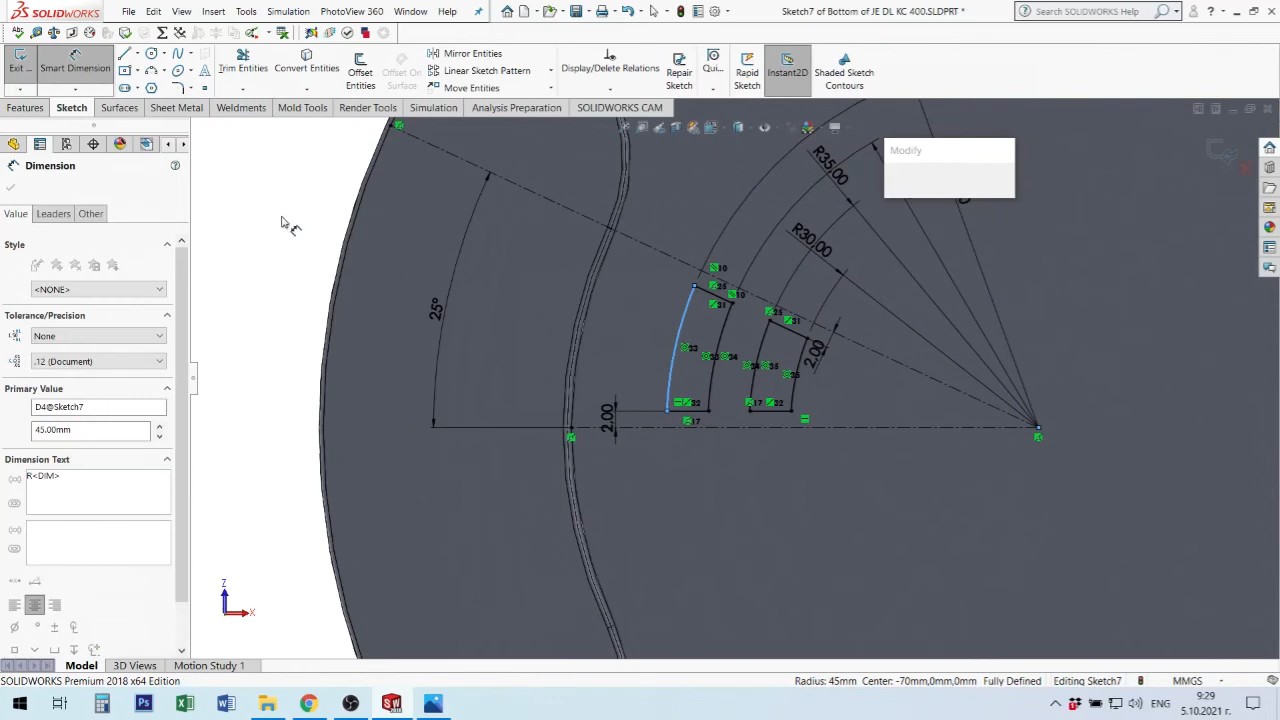 SOLIDWORKS File Edit View Insert Tools Simulation PhotoView 360 Window Help
Sketch7 of Bottom of JE DL KC 400.SLDPRT *
Search SOLIDWORKS Help
Exit ... Smart Dimension Trim Entities Convert Entities Offset Entities Offset On Surface
Mirror Entities
Linear Sketch Pattern
Move Entities
Display/Delete Relations Repair Sketch Qui... Rapid Sketch Instant2D Shaded Sketch Contours
Features Sketch Surfaces Sheet Metal Weldments Mold Tools Render Tools Simulation Analysis Preparation SOLIDWORKS CAM
Dimension
Value Leaders Other
Style
<NONE>
Tolerance/Precision
None
.12 (Document)
Primary Value
D4@Sketch7
45.00mm
Dimension Text
R<DIM>
Modify
R35,00
R30,00
25°
2.00
2.00
Z
X
Model 3D Views Motion Study 1
SOLIDWORKS Premium 2018 x64 Edition
Radius: 45mm Center: -70mm,0mm,0mm Fully Defined Editing Sketch7 MMGS
ENG
9:29
5.10.2021 г.